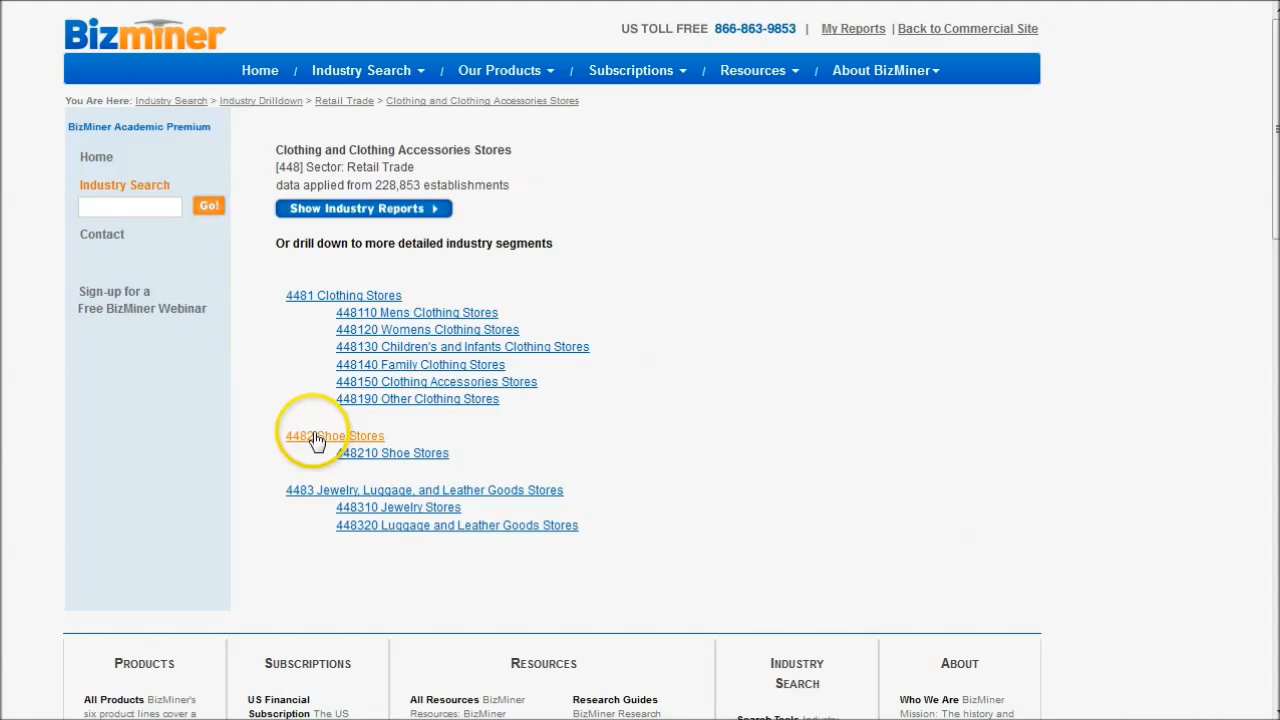 Bizminer
US TOLL FREE 866-863-9853 | My Reports | Back to Commercial Site
Home / Industry Search / Our Products / Subscriptions / Resources / About BizMiner
You Are Here: Industry Search > Industry Drilldown > Retail Trade > Clothing and Clothing Accessories Stores
BizMiner Academic Premium
Home
Industry Search
Go!
Contact
Sign-up for a
Free BizMiner Webinar
Clothing and Clothing Accessories Stores
[448] Sector: Retail Trade
data applied from 228,853 establishments
Show Industry Reports
Or drill down to more detailed industry segments
4481 Clothing Stores
448110 Mens Clothing Stores
448120 Womens Clothing Stores
448130 Children's and Infants Clothing Stores
448140 Family Clothing Stores
448150 Clothing Accessories Stores
448190 Other Clothing Stores
4482 Shoe Stores
448210 Shoe Stores
4483 Jewelry, Luggage, and Leather Goods Stores
448310 Jewelry Stores
448320 Luggage and Leather Goods Stores
PRODUCTS
All Products BizMiner's
six product lines cover a
SUBSCRIPTIONS
US Financial
Subscription The US
RESOURCES
All Resources BizMiner
Resources: BizMiner
Research Guides
BizMiner Research
INDUSTRY
SEARCH
Search Tools Industry
ABOUT
Who We Are BizMiner
Mission: The history and